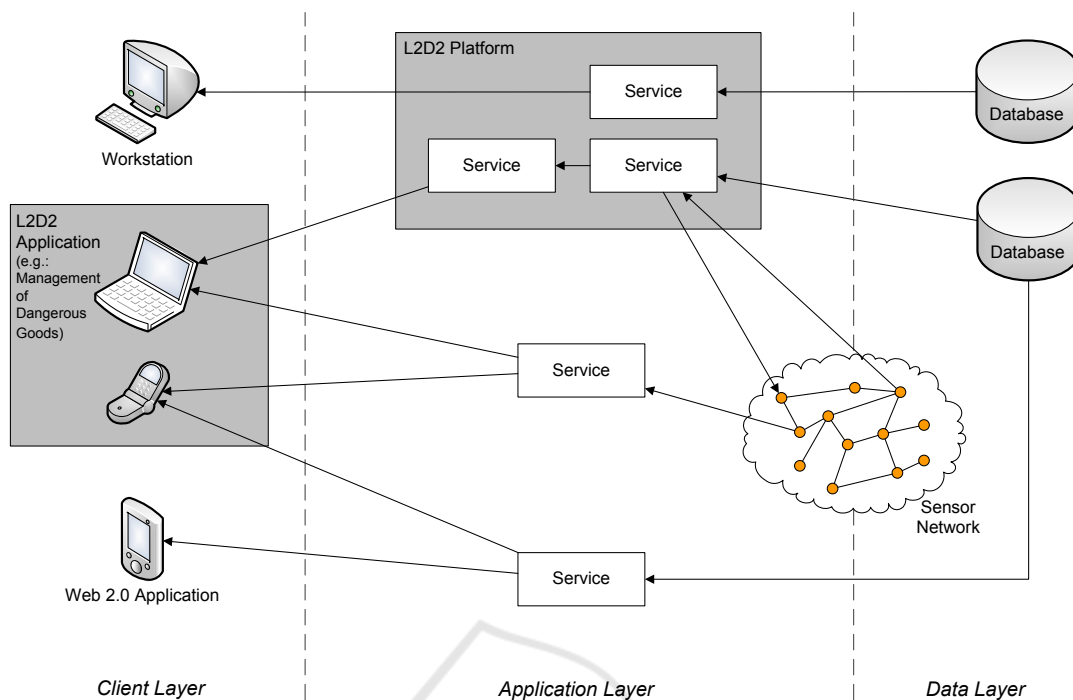 L2D2 Platform
Service
Database
Workstation
Service
Service
L2D2
Application
(e.g.:
Management
of
Dangerous
Goods)
Database
Service
Sensor
Network
Service
Web 2.0 Application
Client Layer
Application Layer
Data Layer